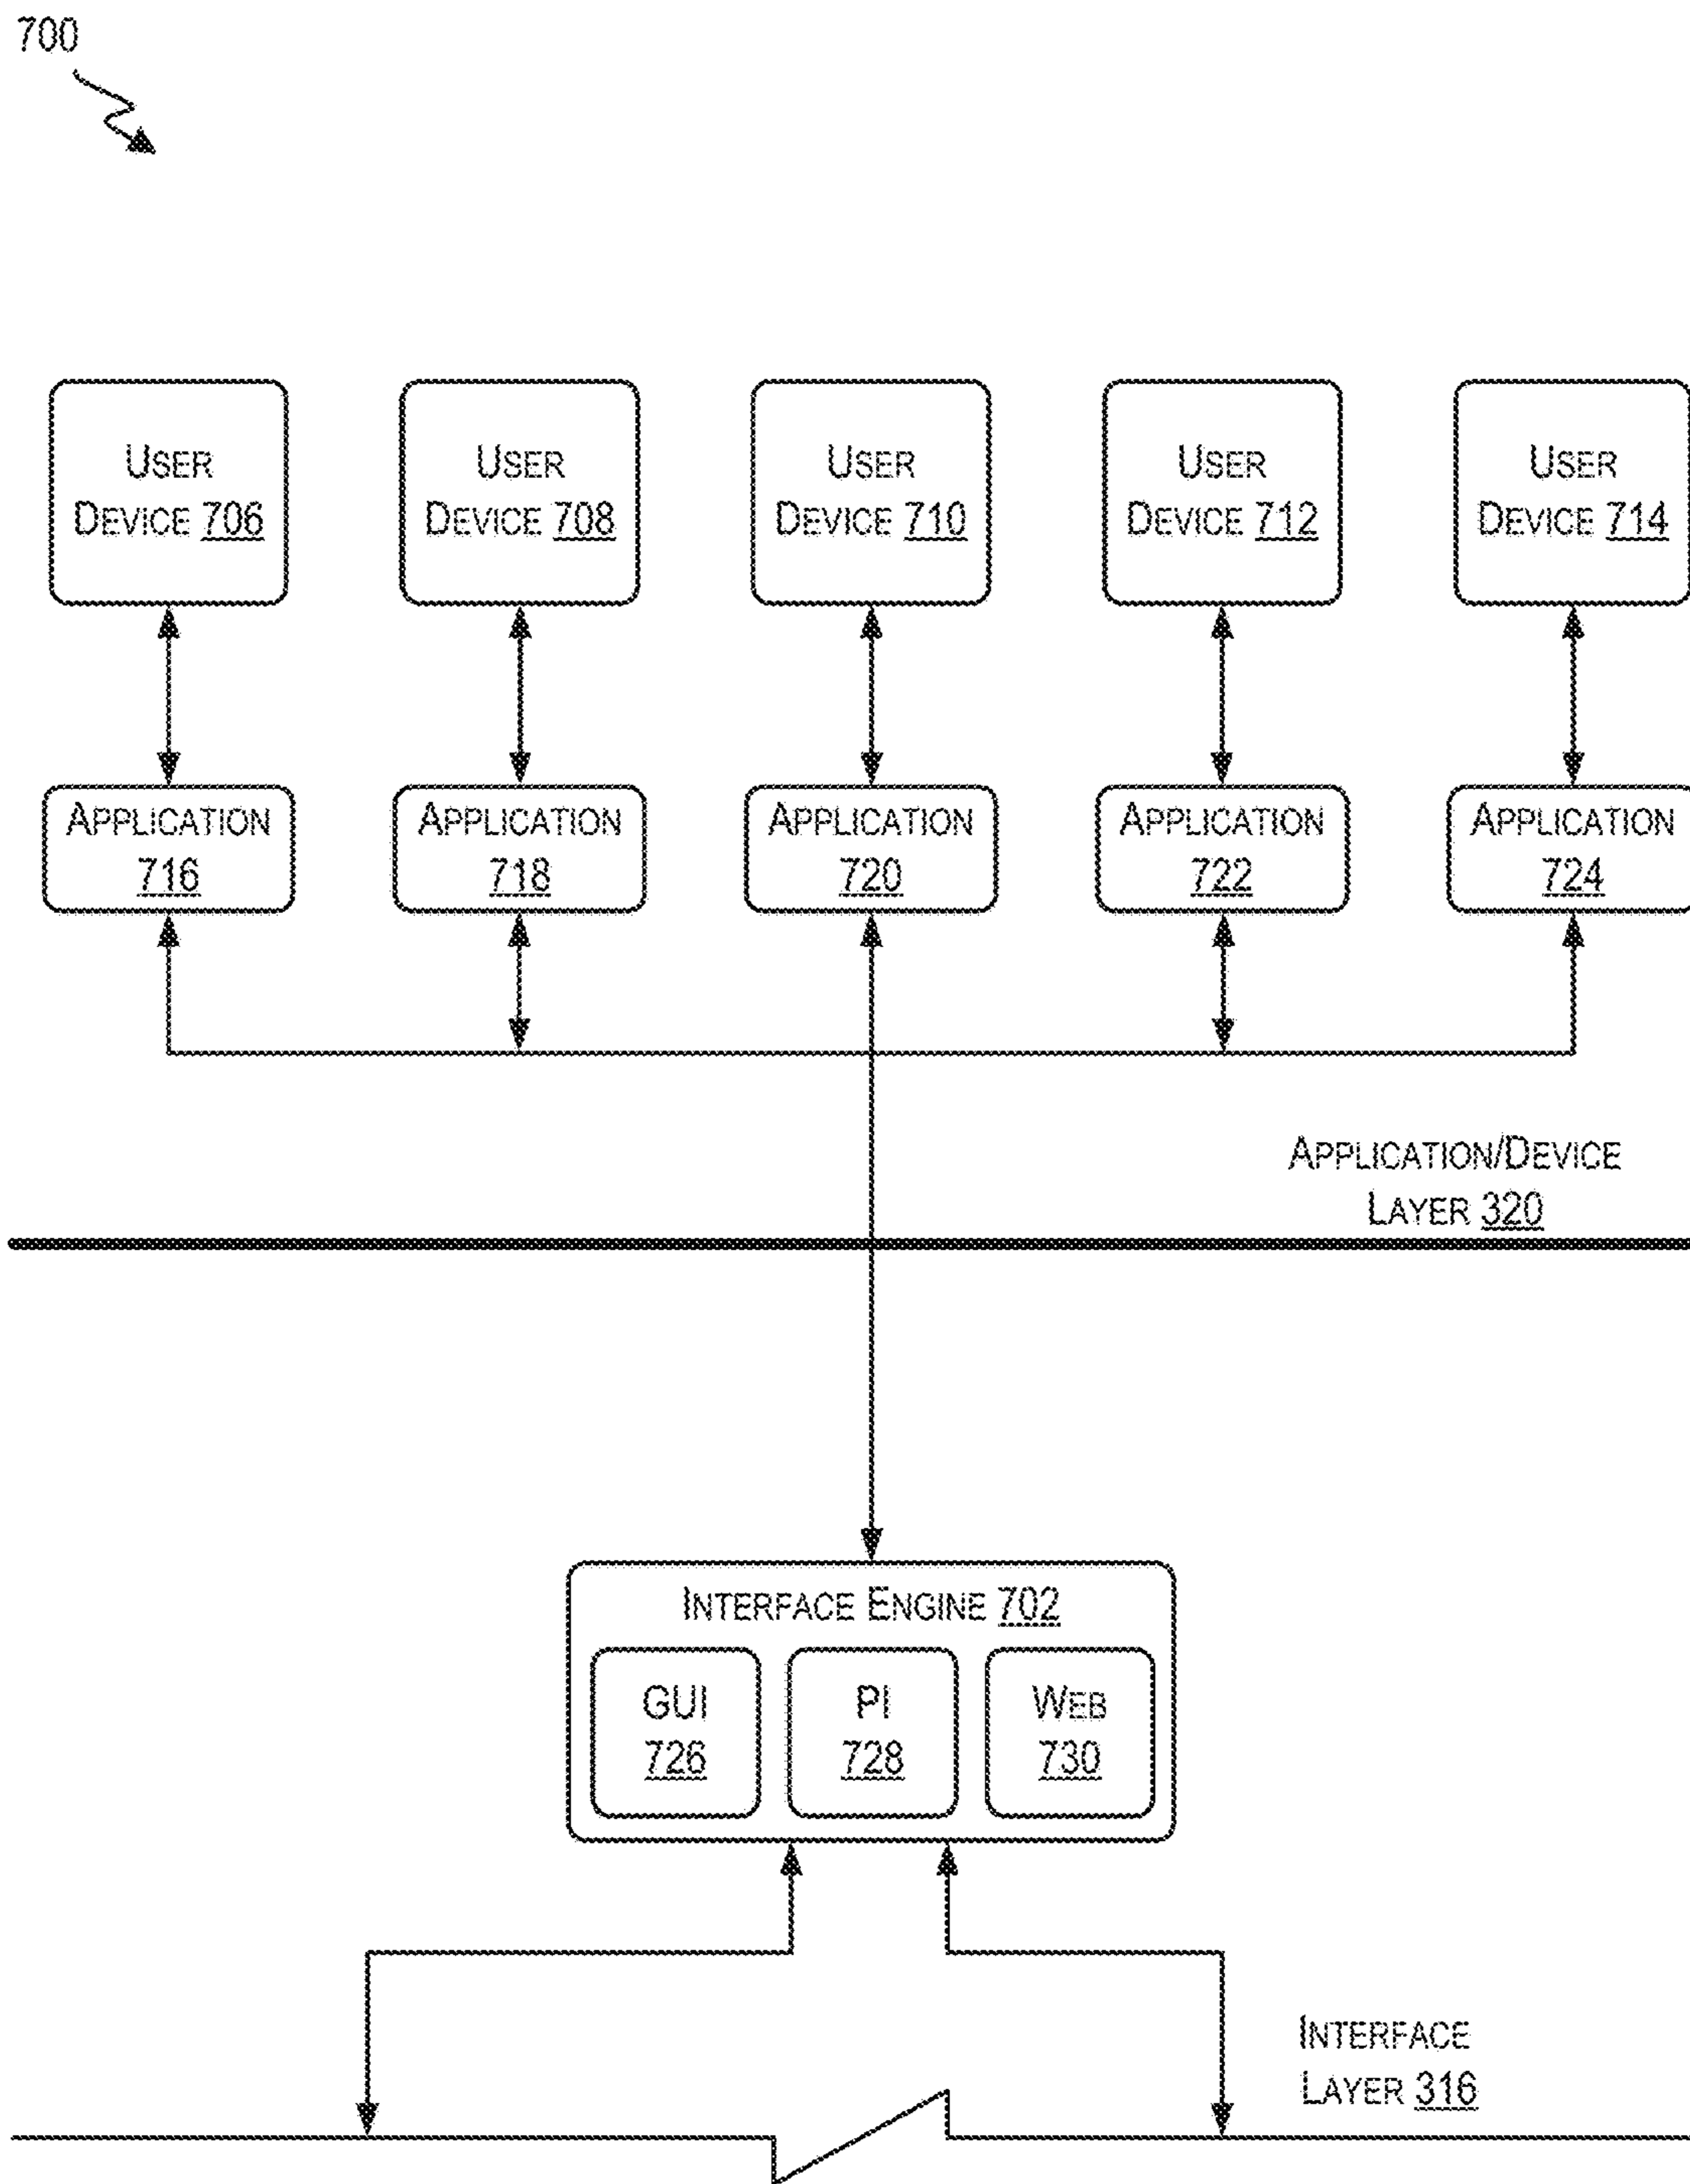 700
USER
DEVICE 706
USER
DEVICE 708
USER
DEVICE 710
USER
DEVICE 712
USER
DEVICE 714
APPLICATION
716
APPLICATION
718
APPLICATION
720
APPLICATION
722
APPLICATION
724
APPLICATION/DEVICE
LAYER 320
INTERFACE ENGINE 702
GUI
726
PI
728
WEB
730
INTERFACE
LAYER 316